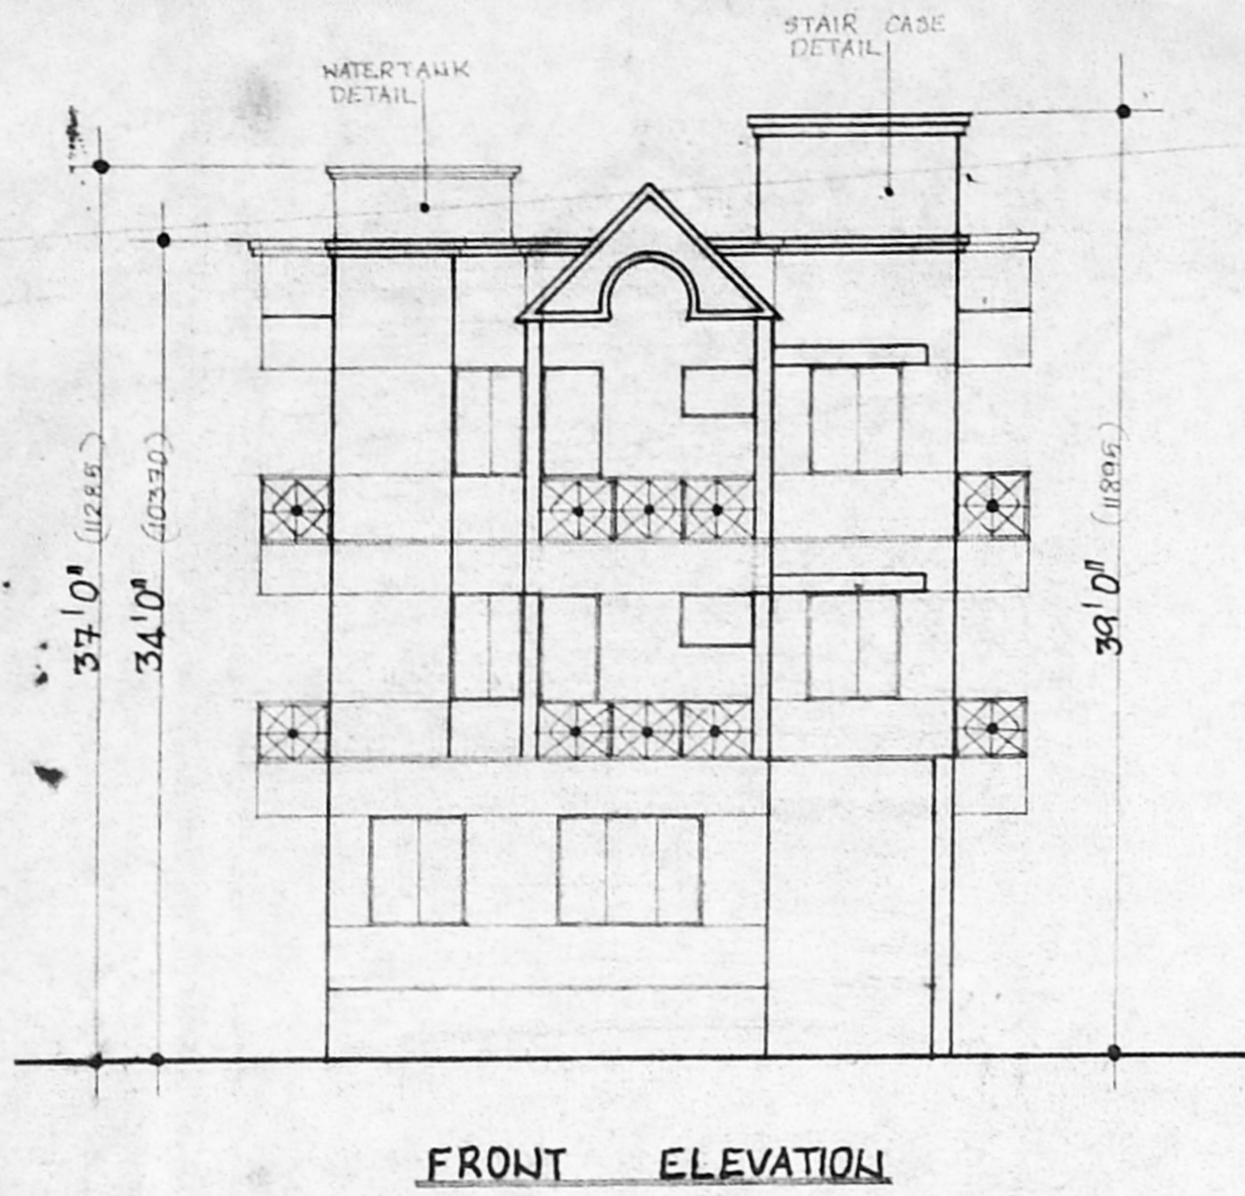 STAIR CASE
DETAIL
WATERTANK
DETAIL
37'0" (11285)
34'0" (10370)
39'0" (11895)
FRONT ELEVATION